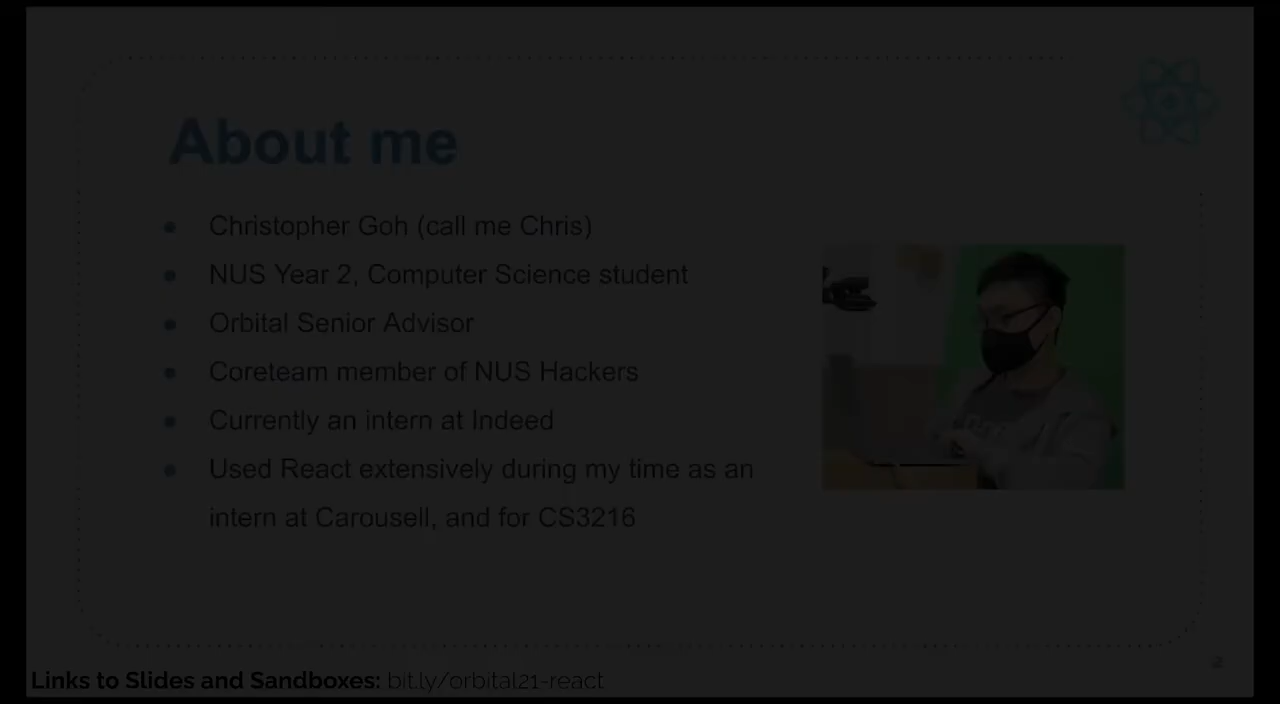 About me
Christopher Goh (call me Chris)
NUS Year 2, Computer Science student
Orbital Senior Advisor
Coreteam member of NUS Hackers
Currently an intern at Indeed
Used React extensively during my time as an
intern at Carousell, and for CS3216
2
Links to Slides and Sandboxes: bit.ly/orbital21-react